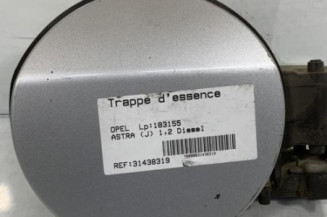 Trappe d'essence
OPEL Lp:183155
ASTRA (J) 1,2 Diesel
REF:31438319